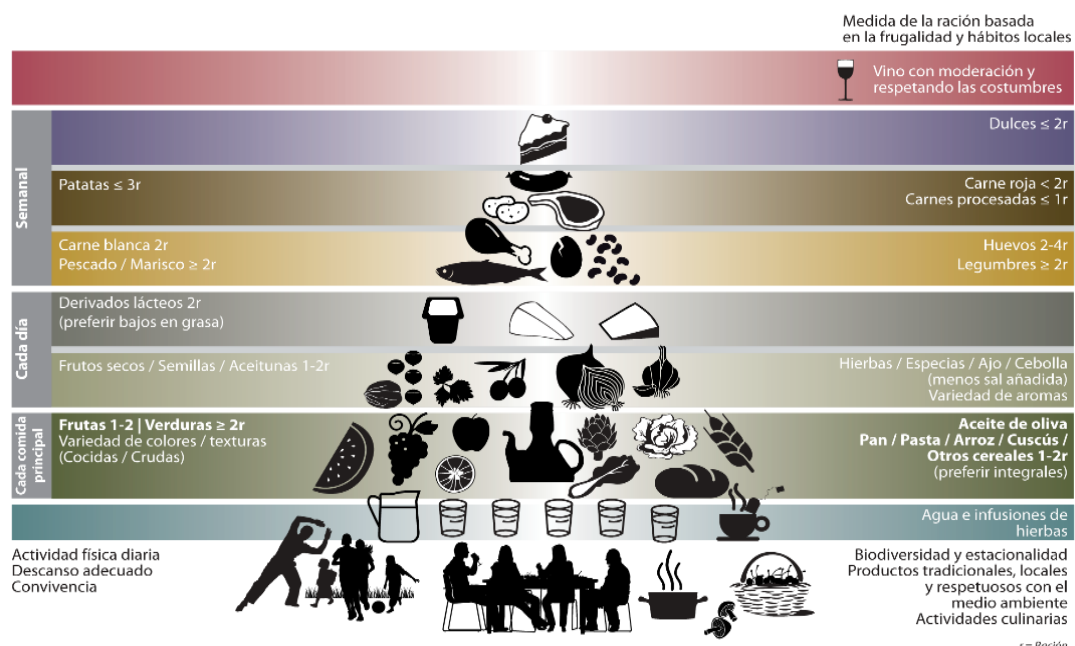 Medida de la ración basada
en la frugalidad y hábitos locales
Vino con moderación y
respetando las costumbres
Semanal
Dulces ≤ 2r
Patatas ≤ 3r
Carne roja < 2r
Carnes procesadas ≤ 1r
Carne blanca 2r
Pescado / Marisco ≥ 2r
Huevos 2-4r
Legumbres ≥ 2r
Cada día
Derivados lácteos 2r
(preferir bajos en grasa)
Frutos secos / Semillas / Aceitunas 1-2r
Hierbas / Especias / Ajo / Cebolla
(menos sal añadida)
Variedad de aromas
Cada comida
principal
Frutas 1-2 | Verduras ≥ 2r
Variedad de colores / texturas
(Cocidas / Crudas)
Aceite de oliva
Pan / Pasta / Arroz / Cuscús /
Otros cereales 1-2r
(preferir integrales)
Agua e infusiones de
hierbas
Actividad física diaria
Descanso adecuado
Convivencia
Biodiversidad y estacionalidad
Productos tradicionales, locales
y respetuosos con el
medio ambiente
Actividades culinarias
r = Ración